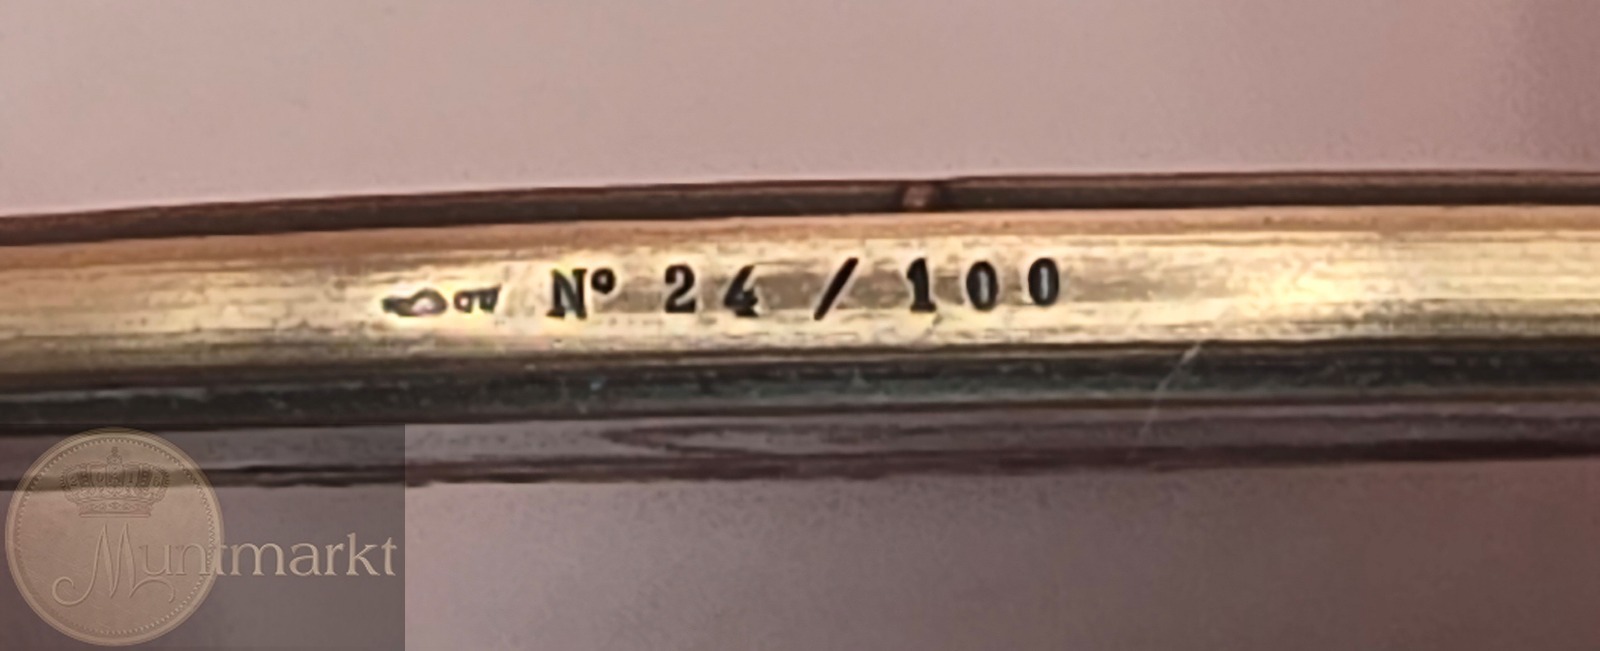 Nº 24 / 100
Muntmarkt